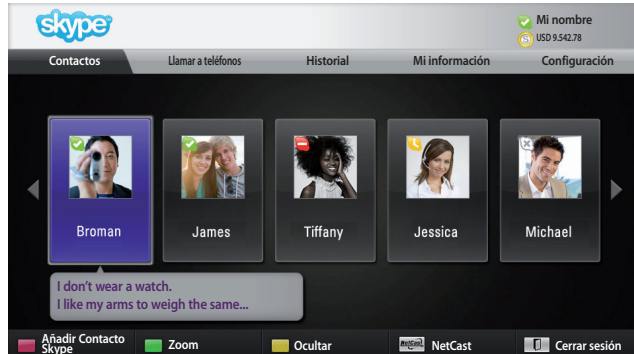 skype
Mi nombre
USD 9.542.78
Contactos
Llamar a teléfonos
Historial
Mi información
Configuración
Broman
James
Tiffany
Jessica
Michael
I don't wear a watch.
I like my arms to weigh the same...
Añadir Contacto
Skype
Zoom
Ocultar
NetCast
NetCast
Cerrar sesión